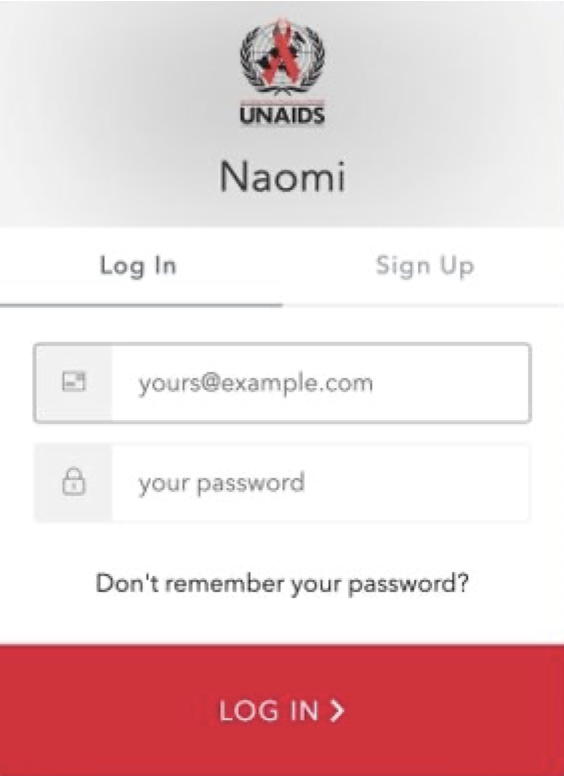 UNAIDS
Naomi
Log In
Sign Up
yours@example.com
your password
Don't remember your password?
LOG IN